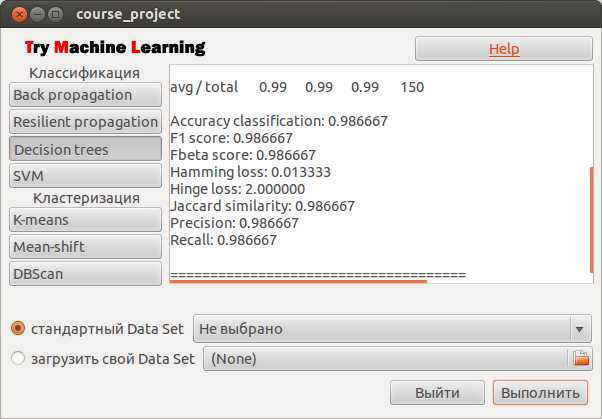 course_project
Try Machine Learning
Help
Классификация
Back propagation
Resilient propagation
Decision trees
SVM
Кластеризация
K-means
Mean-shift
DBScan
avg / total 0.99 0.99 0.99 150
Accuracy classification: 0.986667
F1 score: 0.986667
Fbeta score: 0.986667
Hamming loss: 0.013333
Hinge loss: 2.000000
Jaccard similarity: 0.986667
Precision: 0.986667
Recall: 0.986667
=====================================
стандартный Data Set
Не выбрано
загрузить свой Data Set
(None)
Выйти
Выполнить